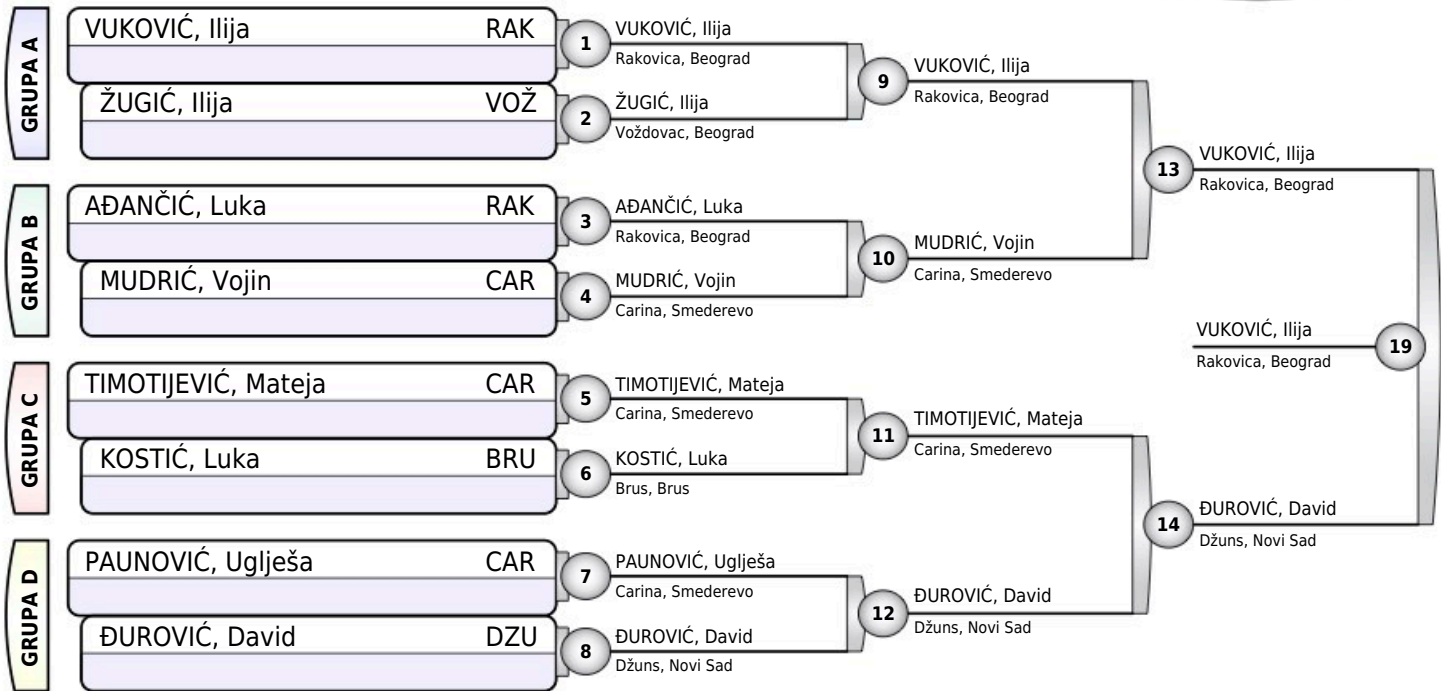 GRUPA A
VUKOVIĆ, Ilija RAK
1
VUKOVIĆ, Ilija
Rakovica, Beograd
ŽUGIĆ, Ilija VOŽ
2
ŽUGIĆ, Ilija
Voždovac, Beograd
9
VUKOVIĆ, Ilija
Rakovica, Beograd
GRUPA B
AĐANČIĆ, Luka RAK
3
AĐANČIĆ, Luka
Rakovica, Beograd
MUDRIĆ, Vojin CAR
4
MUDRIĆ, Vojin
Carina, Smederevo
10
MUDRIĆ, Vojin
Carina, Smederevo
13
VUKOVIĆ, Ilija
Rakovica, Beograd
GRUPA C
TIMOTIJEVIĆ, Mateja CAR
5
TIMOTIJEVIĆ, Mateja
Carina, Smederevo
KOSTIĆ, Luka BRU
6
KOSTIĆ, Luka
Brus, Brus
11
TIMOTIJEVIĆ, Mateja
Carina, Smederevo
GRUPA D
PAUNOVIĆ, Uglješa CAR
7
PAUNOVIĆ, Uglješa
Carina, Smederevo
ĐUROVIĆ, David DZU
8
ĐUROVIĆ, David
Džuns, Novi Sad
12
ĐUROVIĆ, David
Džuns, Novi Sad
14
ĐUROVIĆ, David
Džuns, Novi Sad
VUKOVIĆ, Ilija
Rakovica, Beograd
19